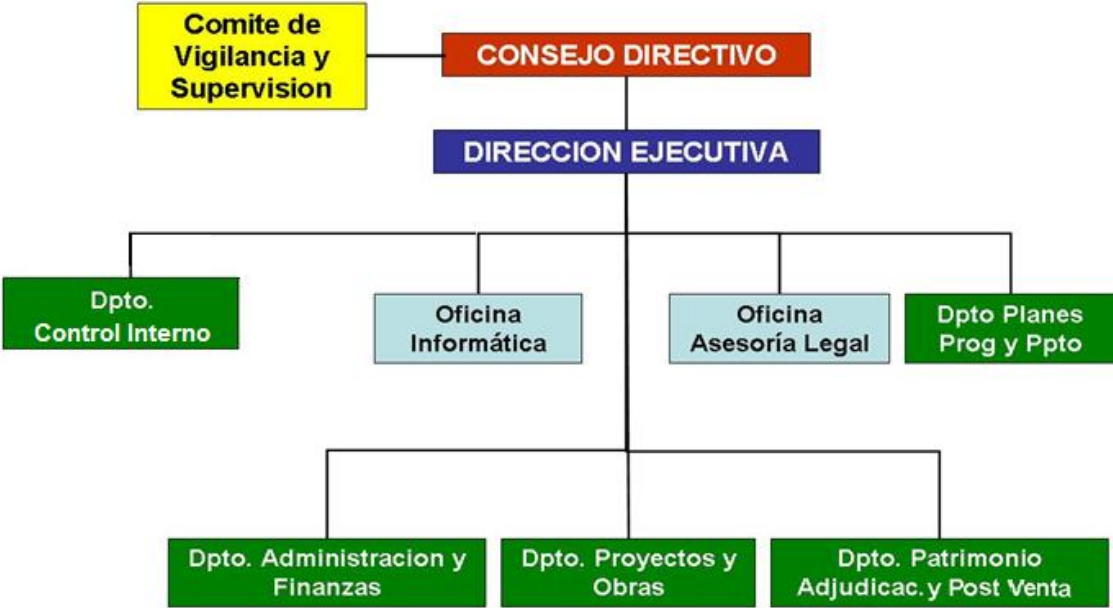 Comite de
Vigilancia y
Supervision
CONSEJO DIRECTIVO
DIRECCION EJECUTIVA
Dpto.
Control Interno
Oficina
Informática
Oficina
Asesoría Legal
Dpto Planes
Prog y Ppto
Dpto. Administracion y
Finanzas
Dpto. Proyectos y
Obras
Dpto. Patrimonio
Adjudicac. y Post Venta